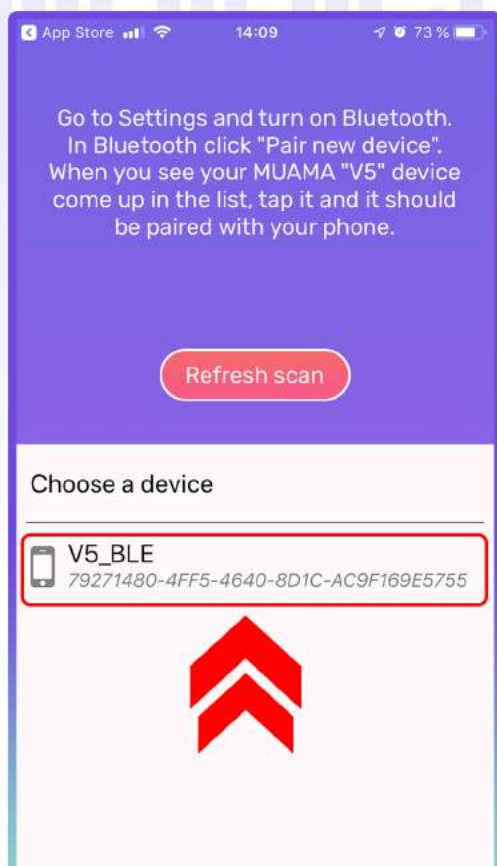 App Store 14:09 73 %
Go to Settings and turn on Bluetooth.
In Bluetooth click "Pair new device".
When you see your MUAMA "V5" device
come up in the list, tap it and it should
be paired with your phone.
Refresh scan
Choose a device
V5_BLE
79271480-4FF5-4640-8D1C-AC9F169E5755